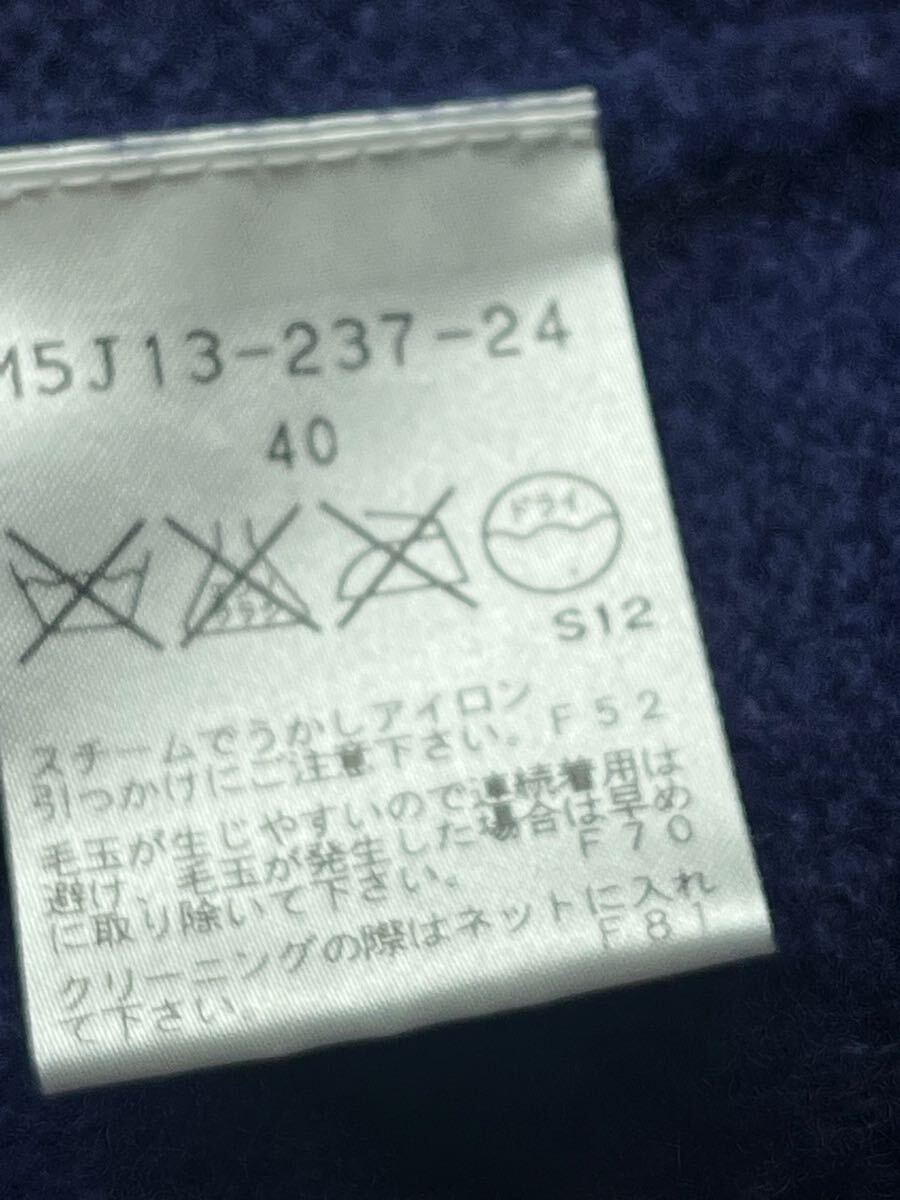 M5J13-237-24
40
エンソ
ドライ
S12
スチームでうかしアイロン
引つかけにご注意下さい。F52
毛玉が生じやすいので連続着用は
避け、毛玉が発生した場合は早め
に取り除いて下さい。F70
クリーニングの際はネットに入れ
て下さい。F81